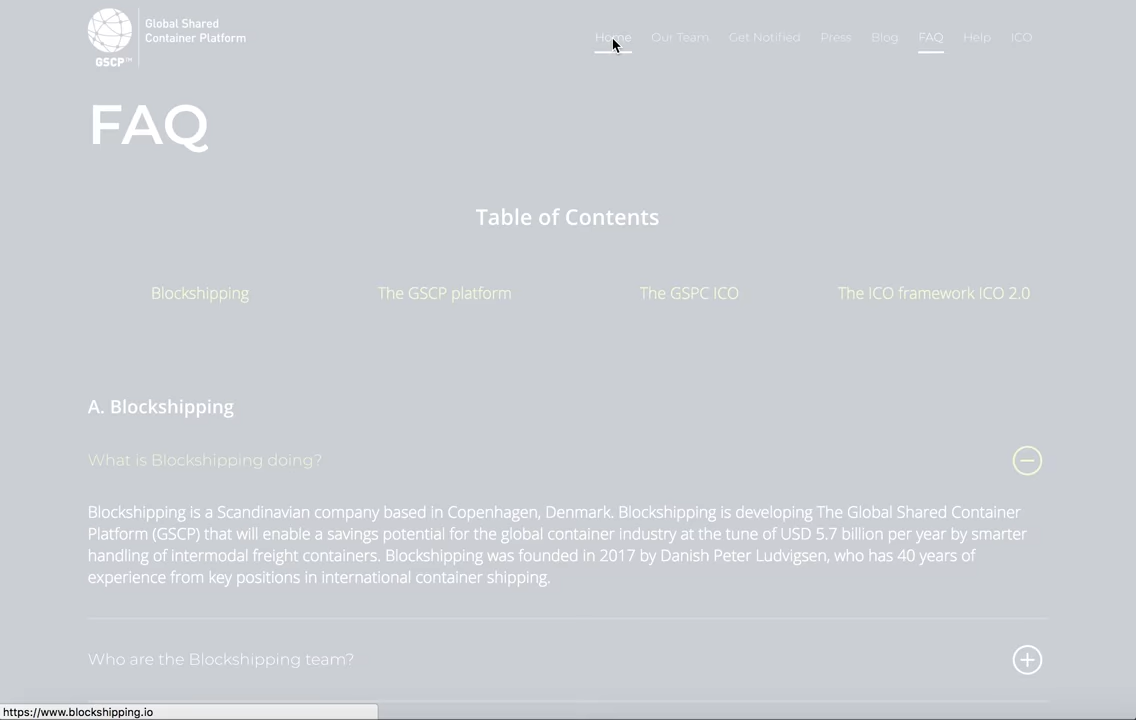 Global Shared
Container Platform
GSCP™
Home Our Team Get Notified Press Blog FAQ Help ICO
FAQ
Table of Contents
Blockshipping The GSCP platform The GSPC ICO The ICO framework ICO 2.0
A. Blockshipping
What is Blockshipping doing?
Blockshipping is a Scandinavian company based in Copenhagen, Denmark. Blockshipping is developing The Global Shared Container
Platform (GSCP) that will enable a savings potential for the global container industry at the tune of USD 5.7 billion per year by smarter
handling of intermodal freight containers. Blockshipping was founded in 2017 by Danish Peter Ludvigsen, who has 40 years of
experience from key positions in international container shipping.
Who are the Blockshipping team?
https://www.blockshipping.io